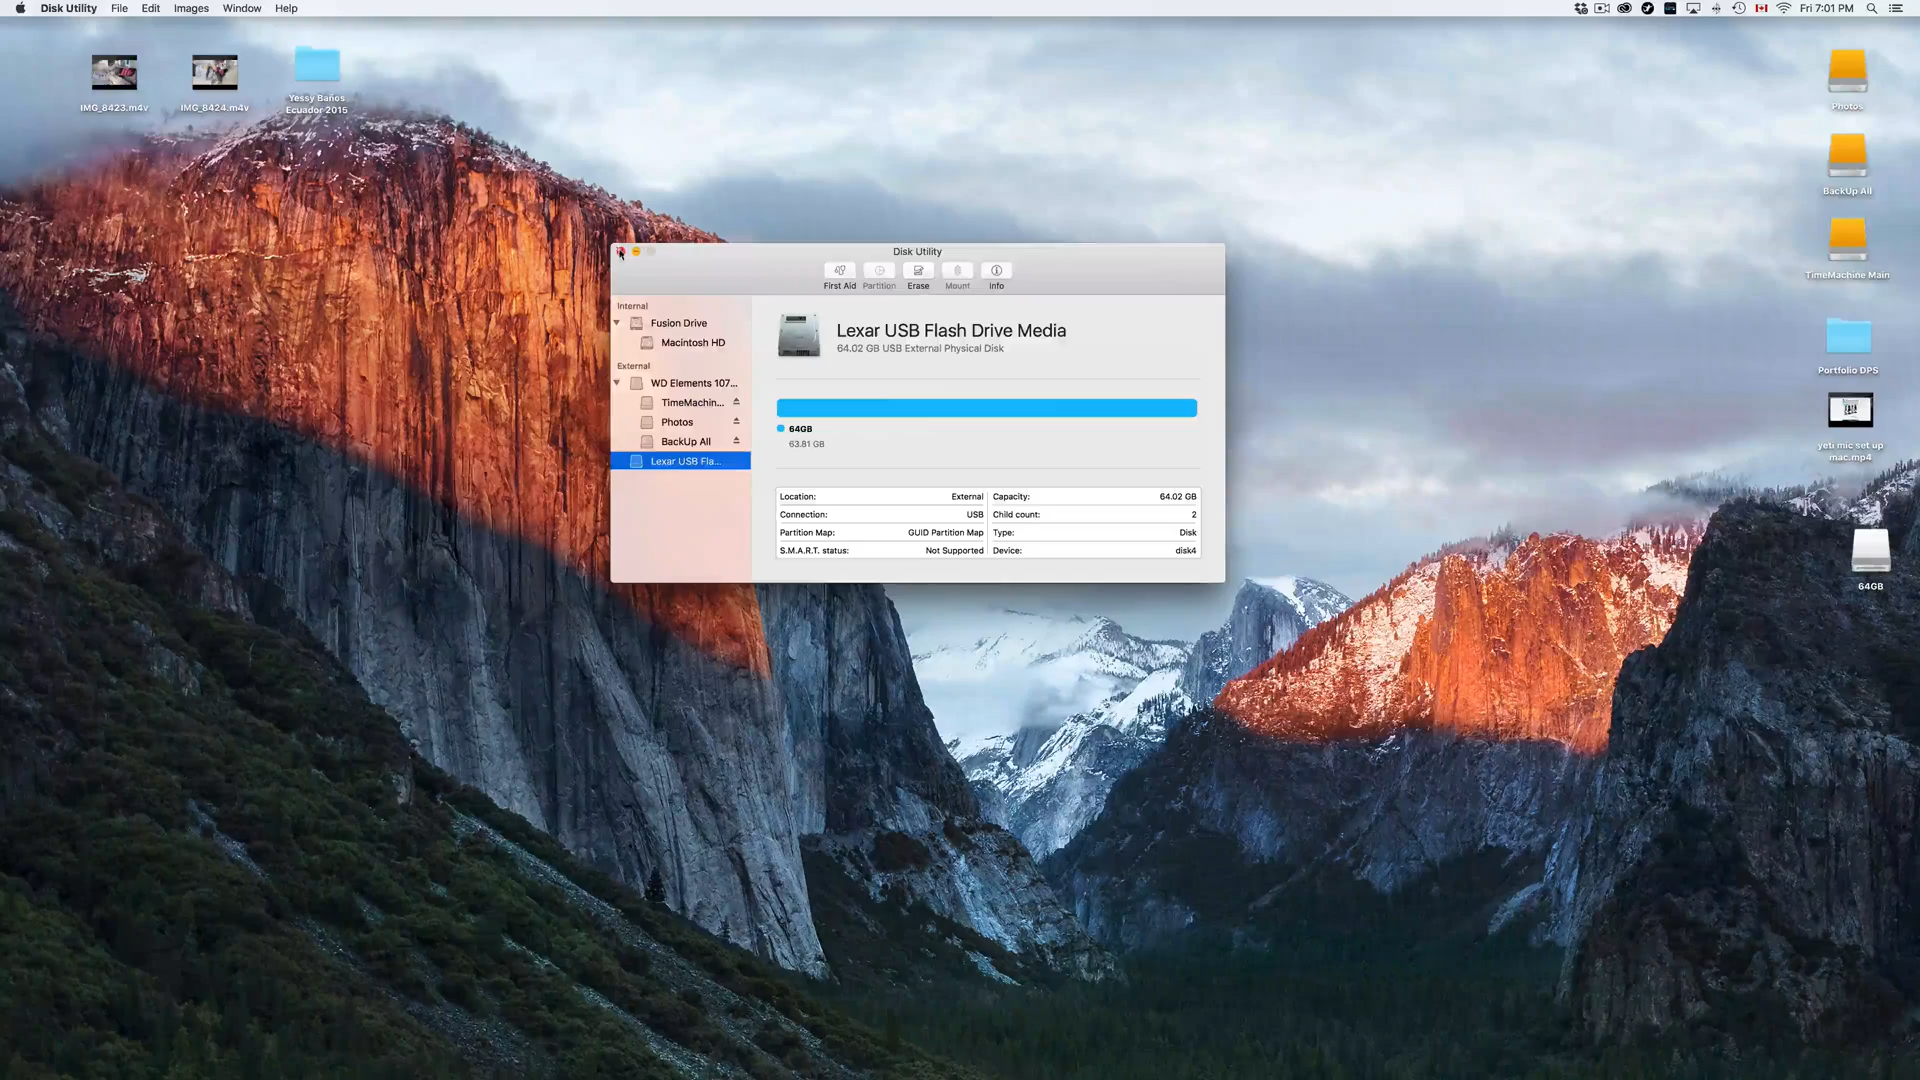 Disk Utility File Edit Images Window Help
Fri 7:01 PM
IMG_8423.m4v
IMG_8424.m4v
Yessy Baños
Ecuador 2015
Photos
BackUp All
TimeMachine Main
Portfolio DPS
yeti mic set up
mac.mp4
64GB
Disk Utility
First Aid Partition Erase Mount Info
Internal
Fusion Drive
Macintosh HD
External
WD Elements 107...
TimeMachin...
Photos
BackUp All
Lexar USB Fla...
Lexar USB Flash Drive Media
64.02 GB USB External Physical Disk
64GB
63.81 GB
Location: External Capacity: 64.02 GB
Connection: USB Child count: 2
Partition Map: GUID Partition Map Type: Disk
S.M.A.R.T. status: Not Supported Device: disk4